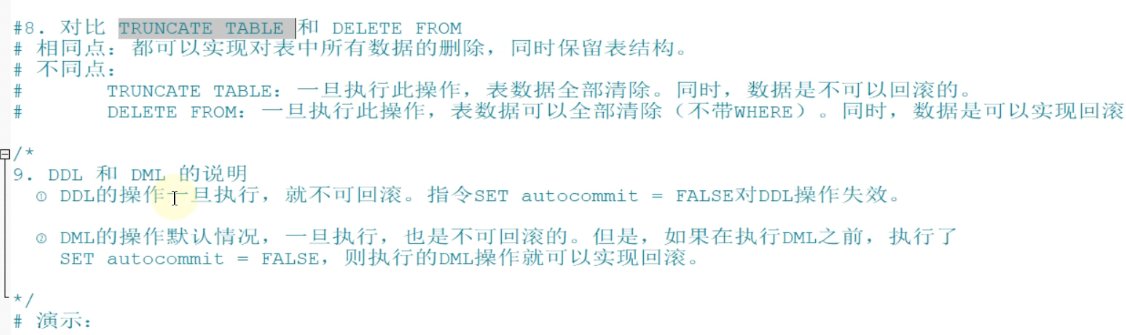 #8. 对比 TRUNCATE TABLE 和 DELETE FROM
# 相同点：都可以实现对表中所有数据的删除，同时保留表结构。
# 不同点：
#       TRUNCATE TABLE：一旦执行此操作，表数据全部清除。同时，数据是不可以回滚的。
#       DELETE FROM：一旦执行此操作，表数据可以全部清除（不带WHERE）。同时，数据是可以实现回滚
/*
9. DDL 和 DML 的说明
① DDL的操作一旦执行，就不可回滚。指令SET autocommit = FALSE对DDL操作失效。
② DML的操作默认情况，一旦执行，也是不可回滚的。但是，如果在执行DML之前，执行了
SET autocommit = FALSE，则执行的DML操作就可以实现回滚。
*/
# 演示：